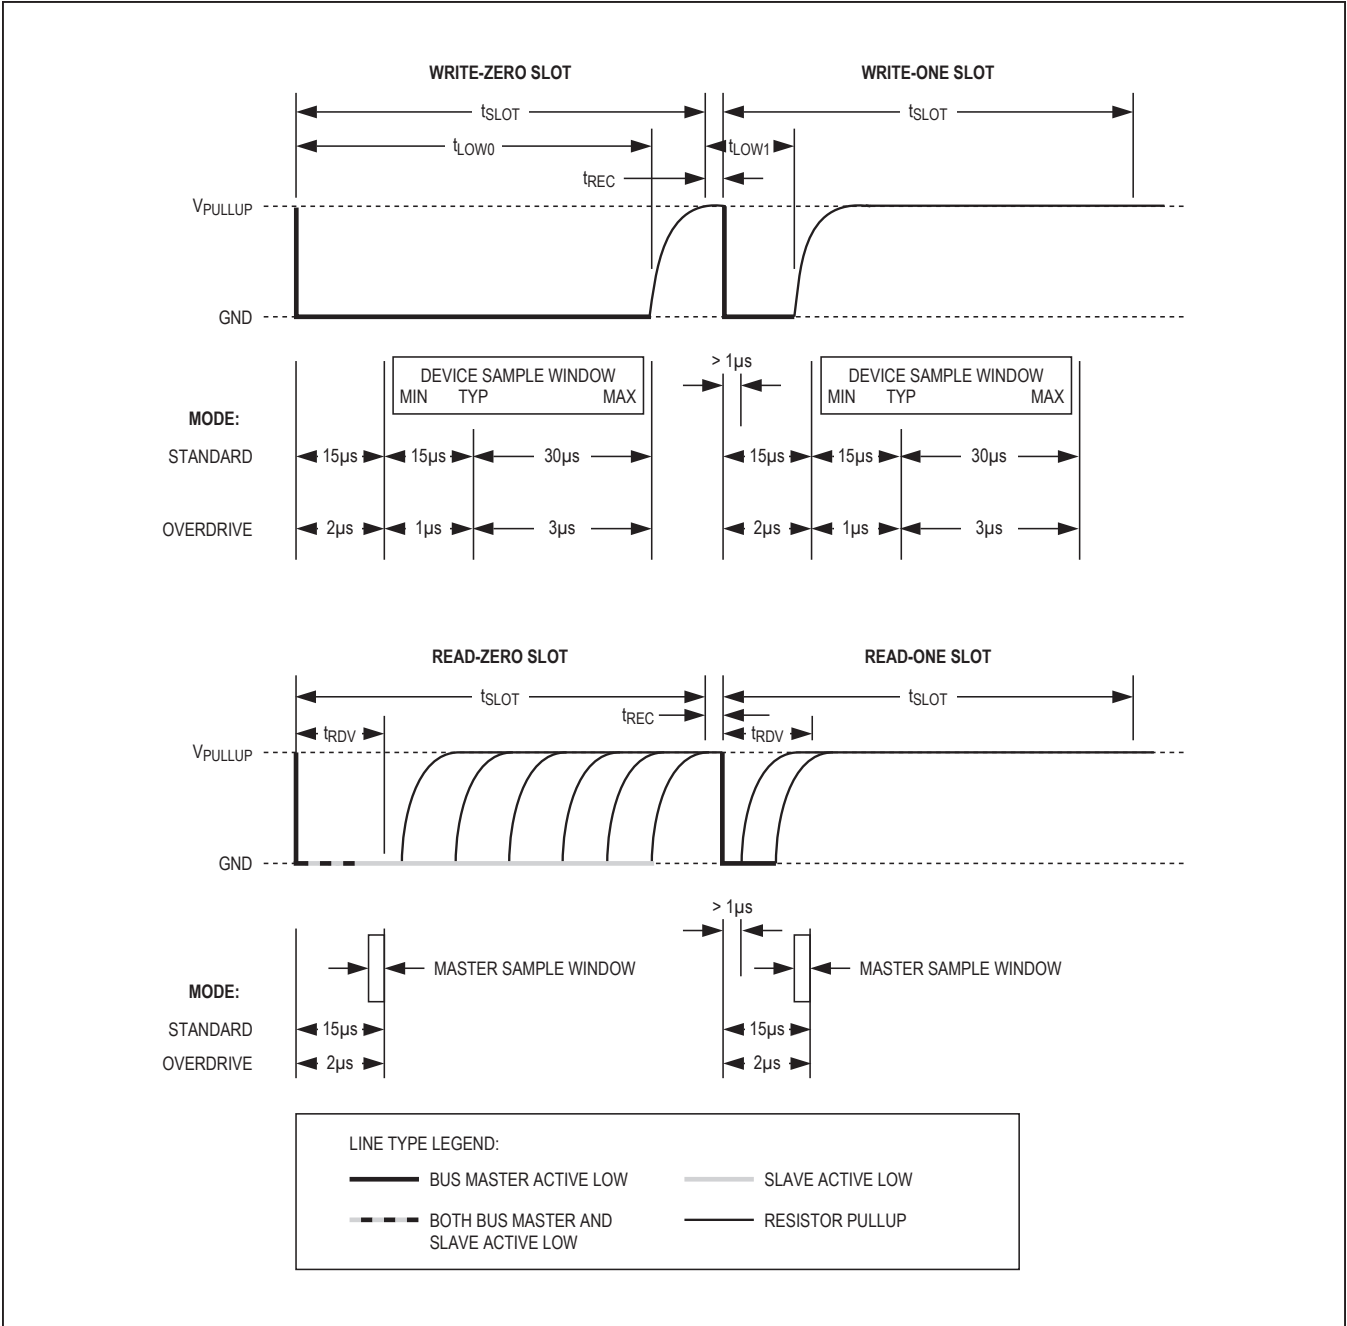 WRITE-ZERO SLOT WRITE-ONE SLOT
tSLOT tSLOT
tLOW0 tLOW1
tREC
VPULLUP
GND
> 1µs
DEVICE SAMPLE WINDOW DEVICE SAMPLE WINDOW
MIN TYP MAX MIN TYP MAX
MODE:
STANDARD 15µs 15µs 30µs 15µs 15µs 30µs
OVERDRIVE 2µs 1µs 3µs 2µs 1µs 3µs
READ-ZERO SLOT READ-ONE SLOT
tSLOT tSLOT
tREC
tRDV tRDV
VPULLUP
GND
> 1µs
MASTER SAMPLE WINDOW MASTER SAMPLE WINDOW
MODE:
STANDARD 15µs 15µs
OVERDRIVE 2µs 2µs
LINE TYPE LEGEND:
BUS MASTER ACTIVE LOW SLAVE ACTIVE LOW
BOTH BUS MASTER AND RESISTOR PULLUP
SLAVE ACTIVE LOW